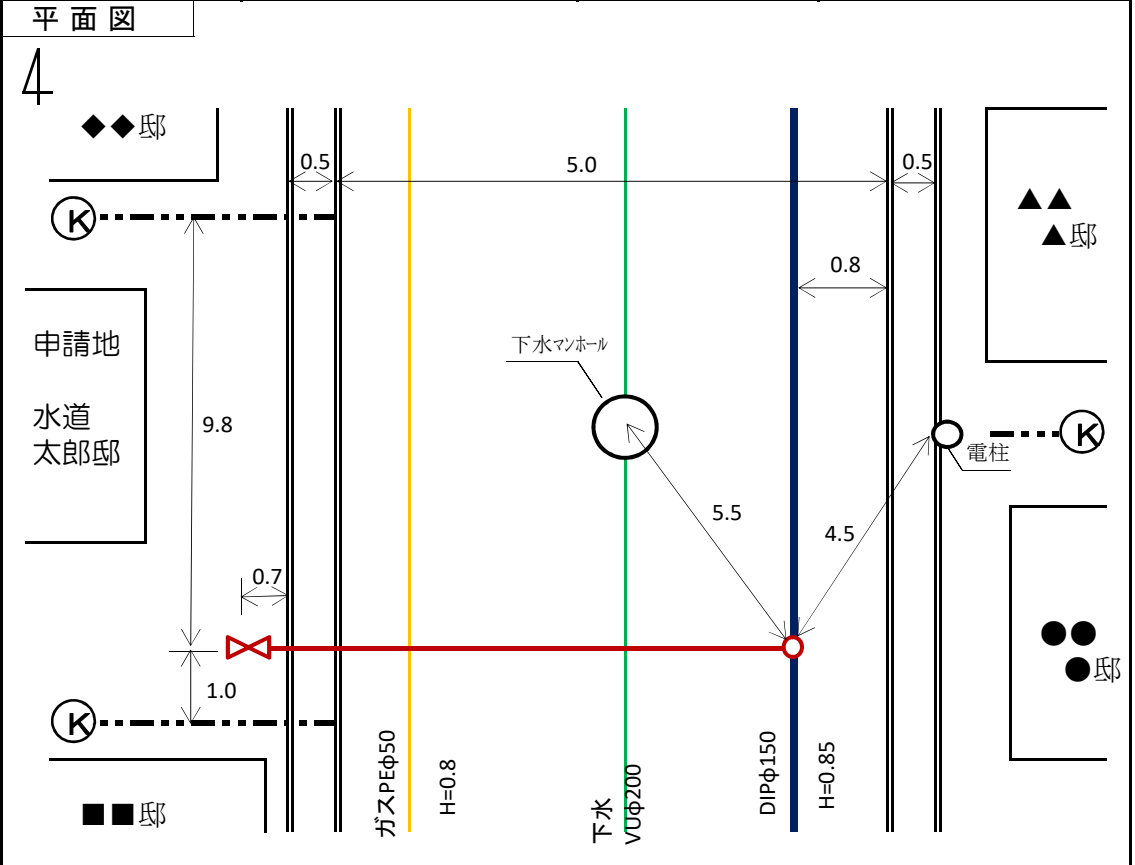 平面図
4
◆◆邸
0.5
5.0
0.5
K
▲▲
▲邸
0.8
申請地
下水マンホール
水道
太郎邸
9.8
K
電柱
5.5
4.5
0.7
●●
●邸
1.0
K
ガスPEφ50
H=0.8
下水
VUφ200
DIPφ150
H=0.85
■■邸